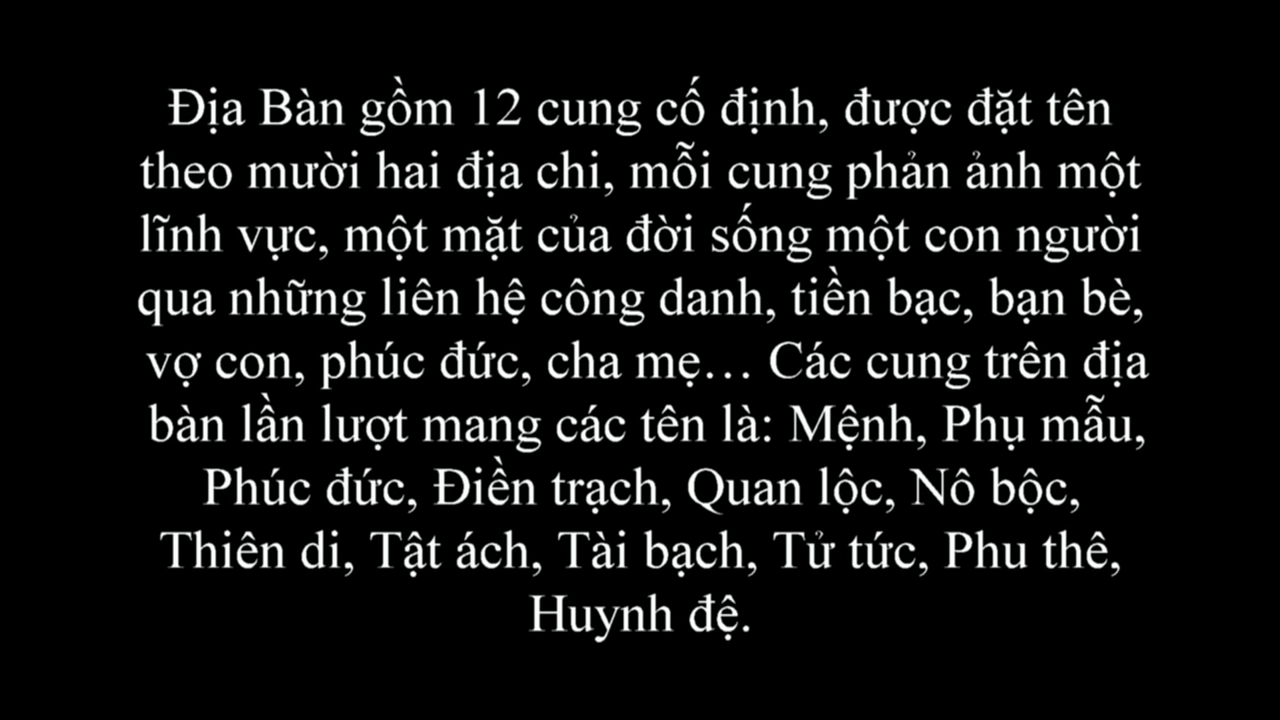 Địa Bàn gồm 12 cung cố định, được đặt tên
theo mười hai địa chi, mỗi cung phản ảnh một
lĩnh vực, một mặt của đời sống một con người
qua những liên hệ công danh, tiền bạc, bạn bè,
vợ con, phúc đức, cha mẹ… Các cung trên địa
bàn lần lượt mang các tên là: Mệnh, Phụ mẫu,
Phúc đức, Điền trạch, Quan lộc, Nô bộc,
Thiên di, Tật ách, Tài bạch, Tử tức, Phu thê,
Huynh đệ.